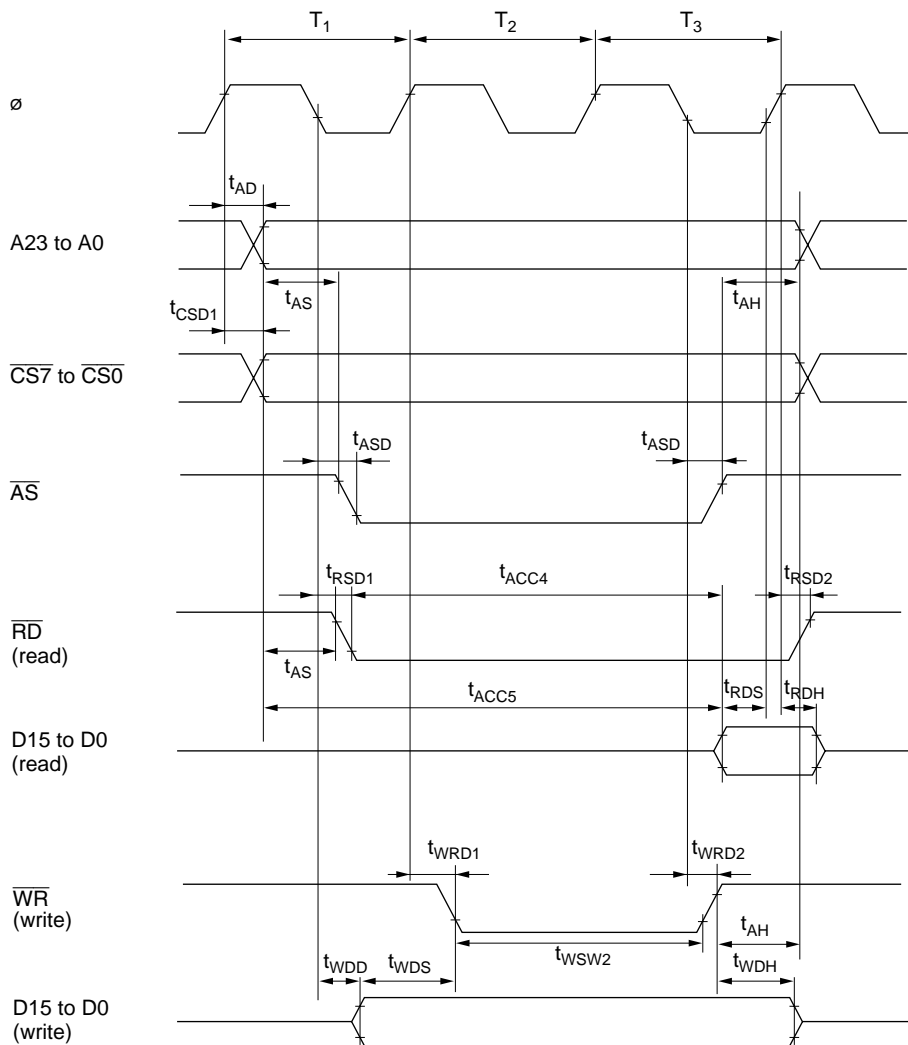 T1 T2 T3
ø
tAD
A23 to A0
tAS tAH
tCSD1
CS7 to CS0
tASD tASD
AS
tRSD1 tACC4 tRSD2
RD
(read)
tAS
tACC5 tRDS tRDH
D15 to D0
(read)
tWRD1 tWRD2
WR
(write)
tAH
tWSW2
tWDD tWDS tWDH
D15 to D0
(write)